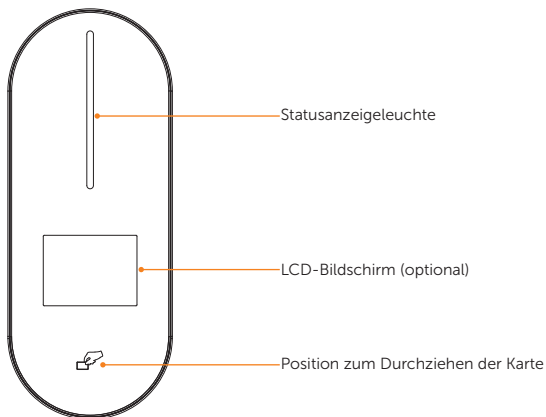 Statusanzeigeleuchte
LCD-Bildschirm (optional)
Position zum Durchziehen der Karte